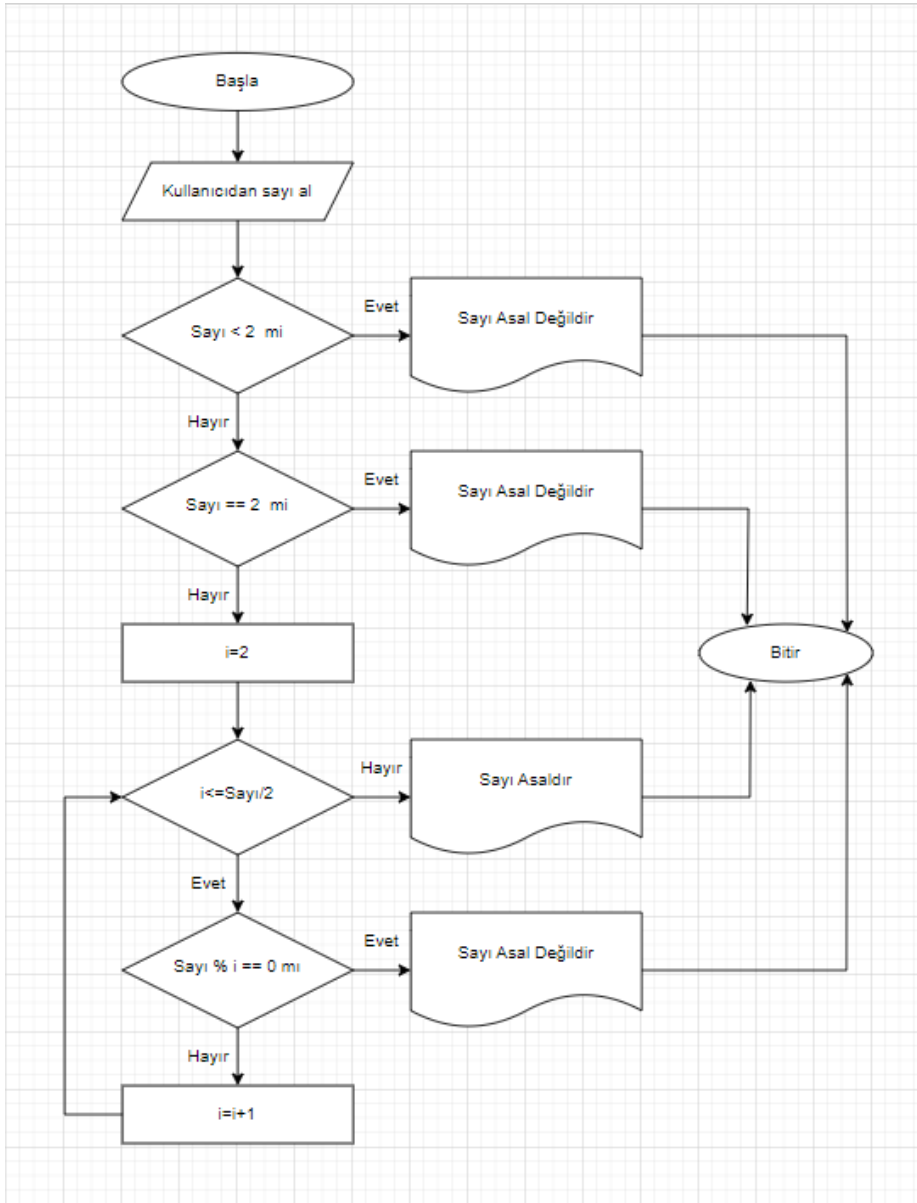 Başla
Kullanıcıdan sayı al
Sayı < 2 mi
Evet
Sayı Asal Değildir
Hayır
Sayı == 2 mi
Evet
Sayı Asal Değildir
Hayır
i=2
Bitir
i<=Sayı/2
Hayır
Sayı Asaldır
Evet
Sayı % i == 0 mı
Evet
Sayı Asal Değildir
Hayır
i=i+1